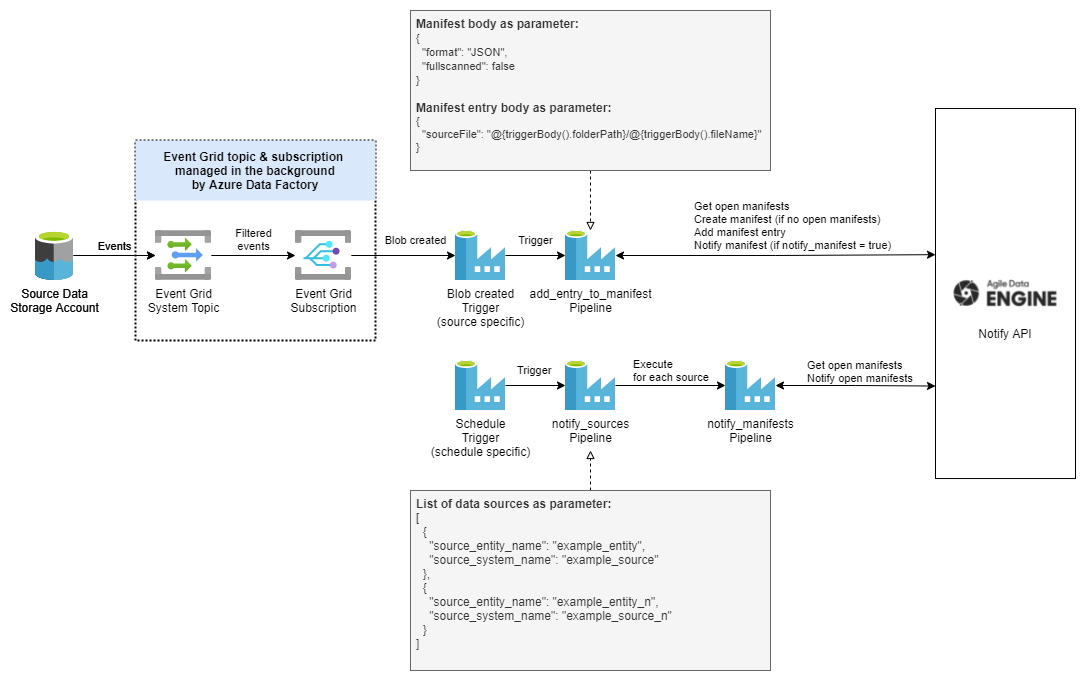 Manifest body as parameter:
{
"format": "JSON",
"fullscanned": false
}
Manifest entry body as parameter:
{
"sourceFile": "@{triggerBody().folderPath}/@{triggerBody().fileName}"
}
Event Grid topic & subscription
managed in the background
by Azure Data Factory
Events
Source Data
Storage Account
Event Grid
System Topic
Filtered
events
Event Grid
Subscription
Blob created
Blob created
Trigger
(source specific)
Trigger
add_entry_to_manifest
Pipeline
Get open manifests
Create manifest (if no open manifests)
Add manifest entry
Notify manifest (if notify_manifest = true)
Agile Data
ENGINE
Notify API
Schedule
Trigger
(schedule specific)
Trigger
notify_sources
Pipeline
Execute
for each source
notify_manifests
Pipeline
Get open manifests
Notify open manifests
List of data sources as parameter:
[
{
"source_entity_name": "example_entity",
"source_system_name": "example_source"
},
{
"source_entity_name": "example_entity_n",
"source_system_name": "example_source_n"
}
]